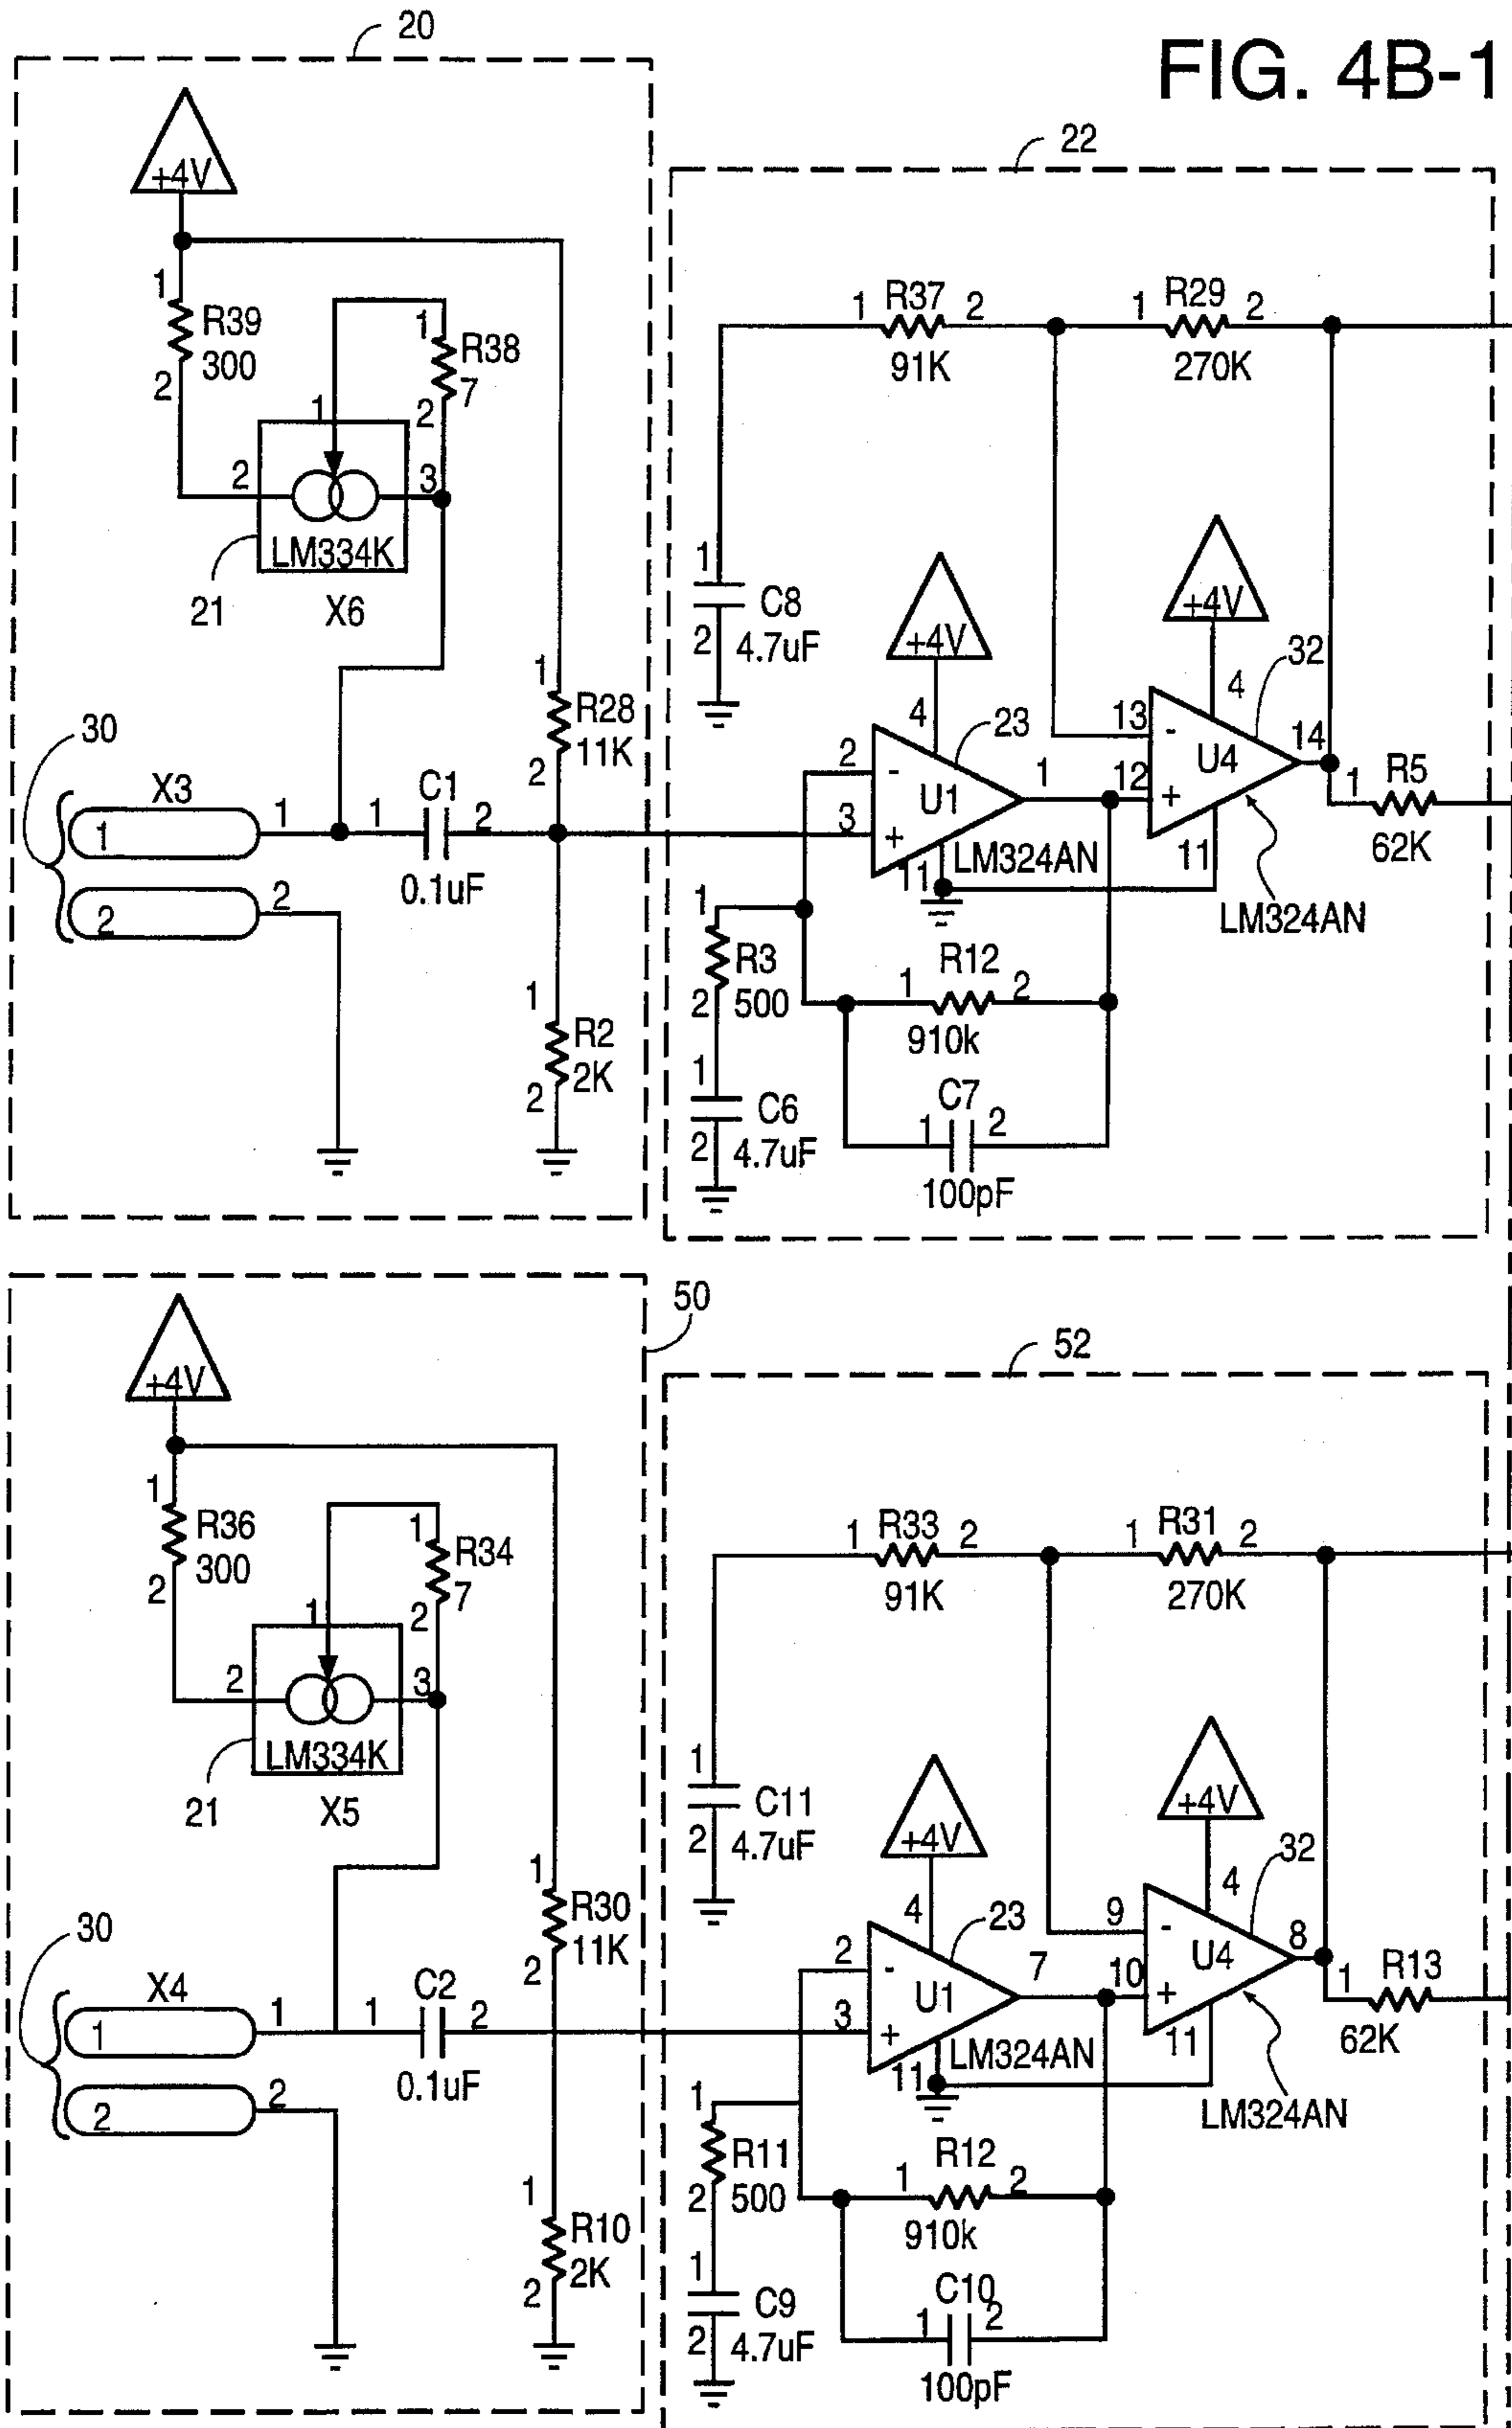 FIG. 4B-1
20
+4V
1
R39
300
2
1
R38
7
2
1
2
3
LM334K
21
X6
30
X3
1
1
2
2
1
C1
2
0.1uF
1
R28
11K
2
1
R2
2K
2
22
1
R37
2
91K
1
R29
2
270K
1
C8
2
4.7uF
+4V
4
23
2
-
3
+
U1
1
11
LM324AN
+4V
4
32
13
-
12
+
U4
14
11
LM324AN
1
R5
62K
1
R3
2
500
1
C6
2
4.7uF
1
R12
2
910k
C7
1
2
100pF
50
+4V
1
R36
300
2
1
R34
7
2
1
2
3
LM334K
21
X5
30
X4
1
1
2
2
1
C2
2
0.1uF
1
R30
11K
2
1
R10
2K
2
52
1
R33
2
91K
1
R31
2
270K
1
C11
2
4.7uF
+4V
4
23
2
-
3
+
U1
7
11
LM324AN
+4V
4
32
9
-
10
+
U4
8
11
LM324AN
1
R13
62K
1
R11
2
500
1
C9
2
4.7uF
1
R12
2
910k
C10
1
2
100pF